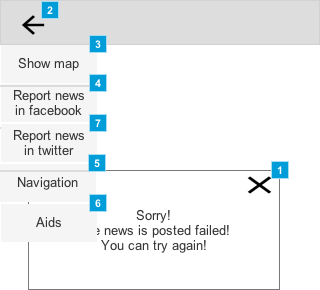 2
3
Show map
4
Report news
in facebook
7
Report news
in twitter
5
Navigation
1
6
Aids
Sorry!
news is posted failed!
You can try again!